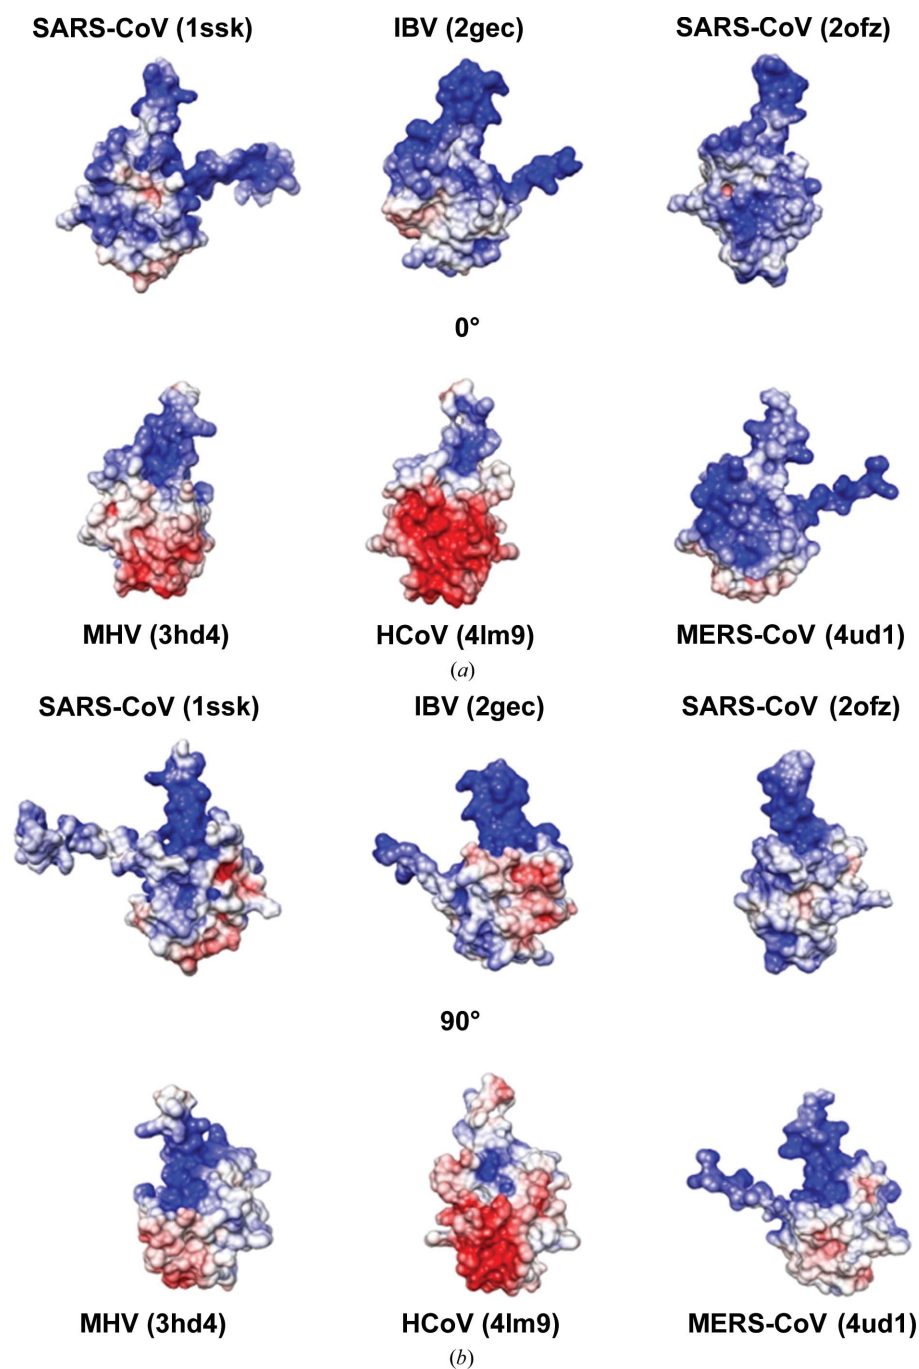 SARS-CoV (1ssk) IBV (2gec) SARS-CoV (2ofz)
0°
MHV (3hd4) HCoV (4lm9) MERS-CoV (4ud1)
(a)
SARS-CoV (1ssk) IBV (2gec) SARS-CoV (2ofz)
90°
MHV (3hd4) HCoV (4lm9) MERS-CoV (4ud1)
(b)